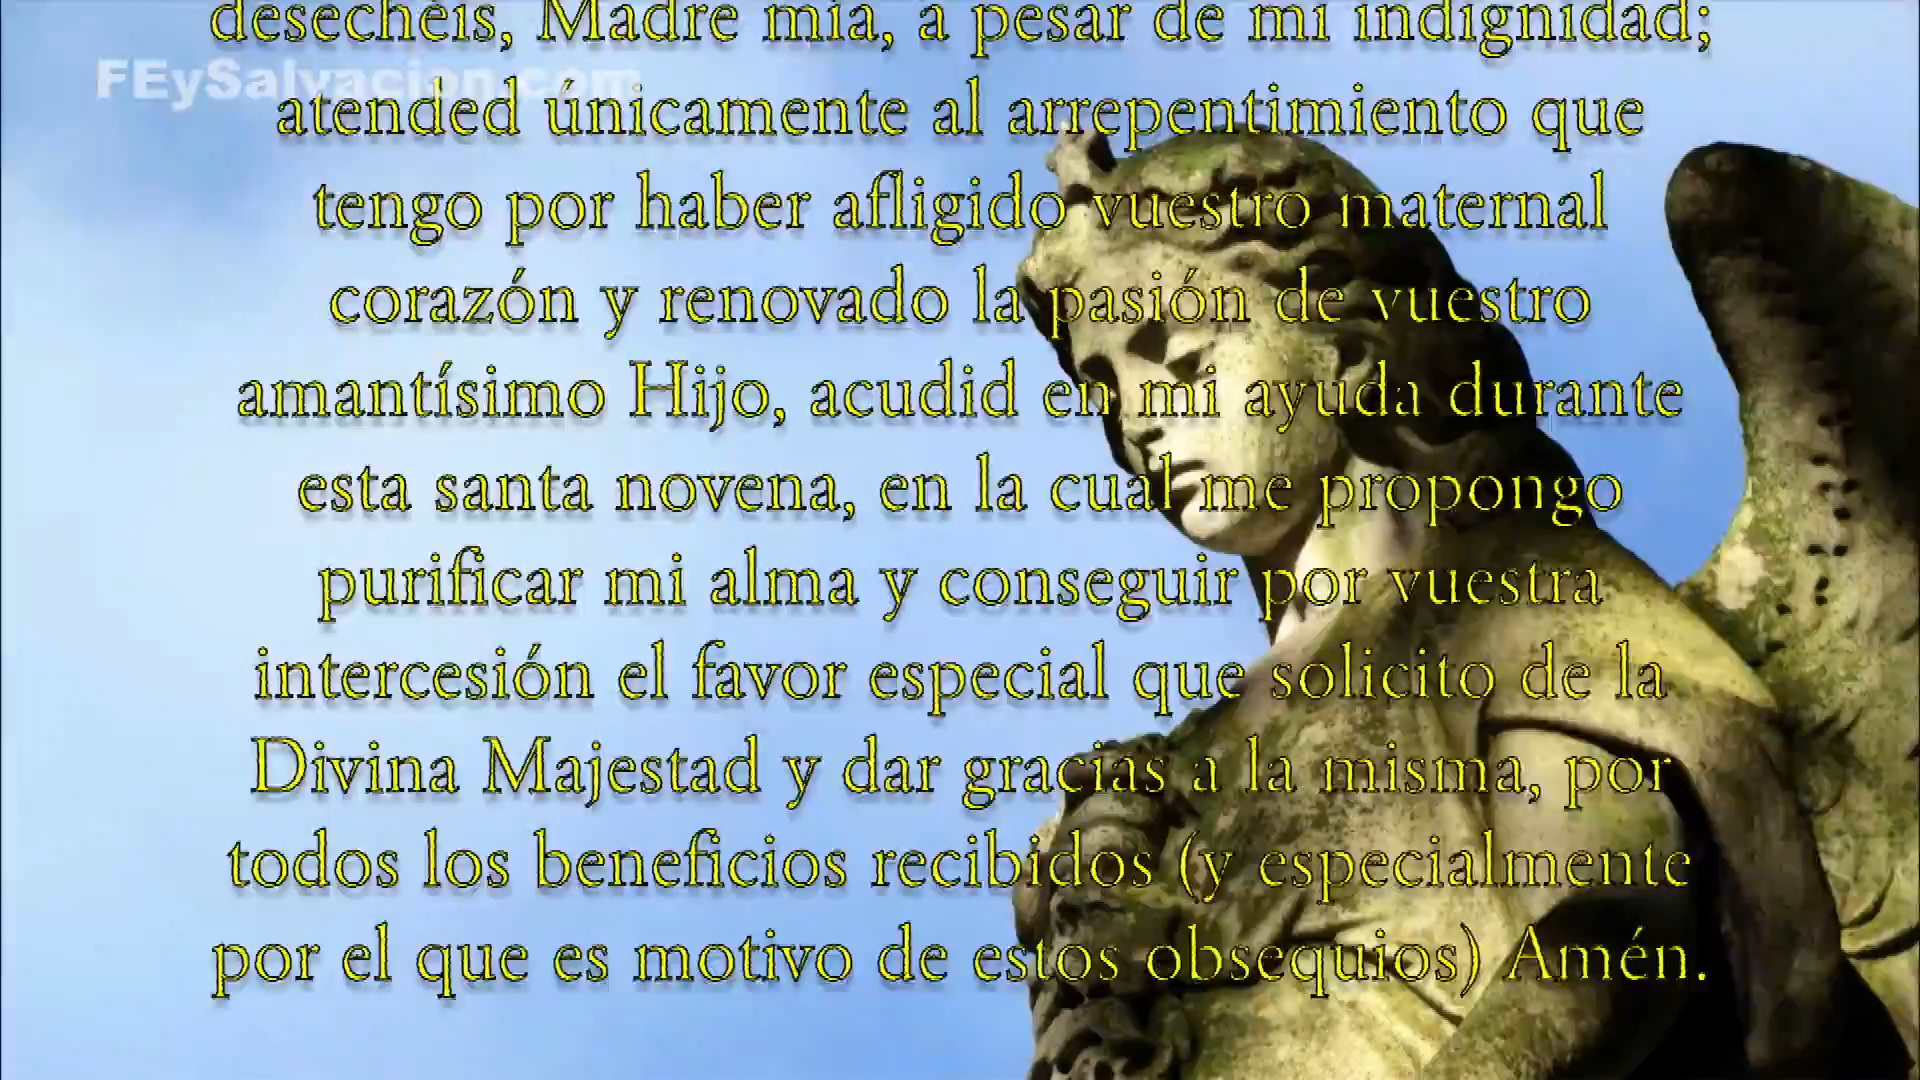 desechéis, Madre mía, a pesar de mi indignidad;
FEySalvacion.com
atended únicamente al arrepentimiento que
tengo por haber afligido vuestro maternal
corazón y renovado la pasión de vuestro
amantísimo Hijo, acudid en mi ayuda durante
esta santa novena, en la cual me propongo
purificar mi alma y conseguir por vuestra
intercesión el favor especial que solicito de la
Divina Majestad y dar gracias a la misma, por
todos los beneficios recibidos (y especialmente
por el que es motivo de estos obsequios) Amén.